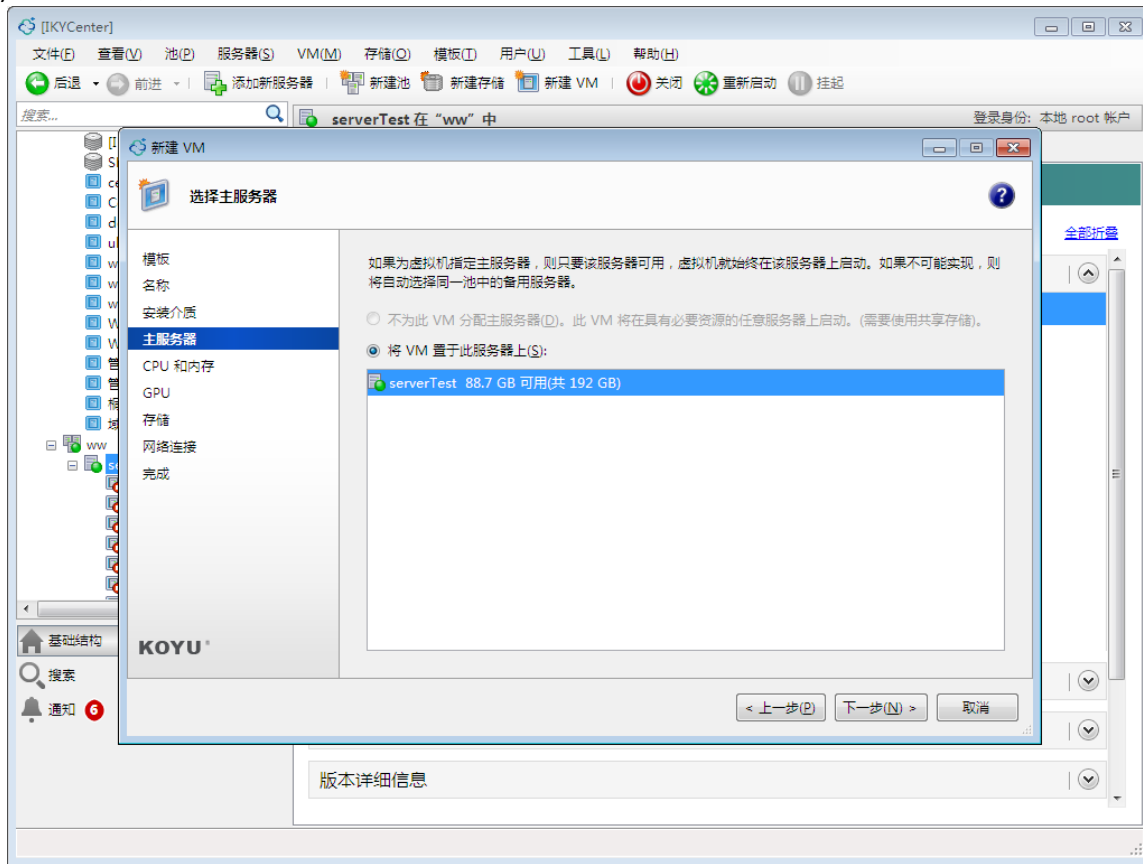 [IKYCenter]
文件(F) 查看(V) 池(P) 服务器(S) VM(M) 存储(O) 模板(T) 用户(U) 工具(L) 帮助(H)
后退 前进 添加新服务器 新建池 新建存储 新建 VM 关闭 重新启动 挂起
搜索...
serverTest 在“ww”中
登录身份: 本地 root 帐户
新建 VM
选择主服务器
全部折叠
模板
名称
安装介质
主服务器
CPU 和内存
GPU
存储
网络连接
完成
如果为虚拟机指定主服务器，则只要该服务器可用，虚拟机就始终在该服务器上启动。如果不可能实现，则
将自动选择同一池中的备用服务器。
不为此 VM 分配主服务器(D)。此 VM 将在具有必要资源的任意服务器上启动。(需要使用共享存储)。
将 VM 置于此服务器上(S):
serverTest 88.7 GB 可用(共 192 GB)
KOYU
< 上一步(P) 下一步(N) > 取消
ww
基础结构
搜索
通知 6
版本详细信息